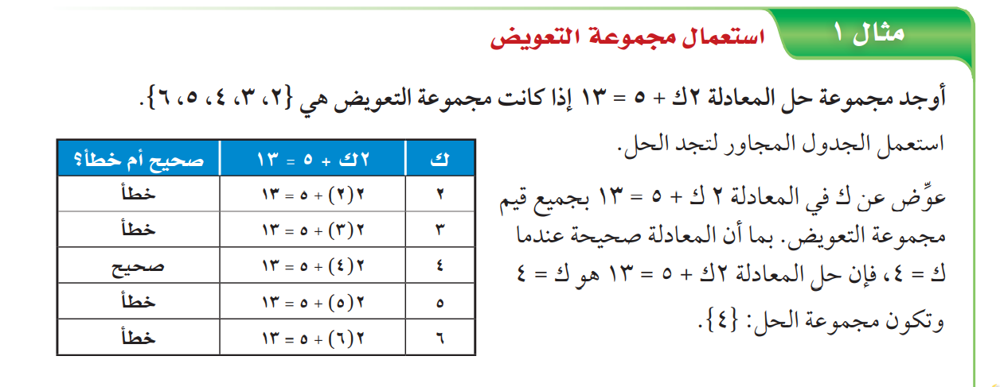 مثال ١
استعمال مجموعة التعويض
أوجد مجموعة حل المعادلة ٢ك + ٥ = ١٣ إذا كانت مجموعة التعويض هي {٢، ٣، ٤، ٥، ٦}.
استعمل الجدول المجاور لتجد الحل.
عوِّض عن ك في المعادلة ٢ ك + ٥ = ١٣ بجميع قيم
مجموعة التعويض. بما أن المعادلة صحيحة عندما
ك = ٤، فإن حل المعادلة ٢ك + ٥ = ١٣ هو ك = ٤
وتكون مجموعة الحل: {٤}.
ك ٢ك + ٥ = ١٣ صحيح أم خطأ؟
٢ ٢(٢) + ٥ = ١٣ خطأ
٣ ٢(٣) + ٥ = ١٣ خطأ
٤ ٢(٤) + ٥ = ١٣ صحيح
٥ ٢(٥) + ٥ = ١٣ خطأ
٦ ٢(٦) + ٥ = ١٣ خطأ